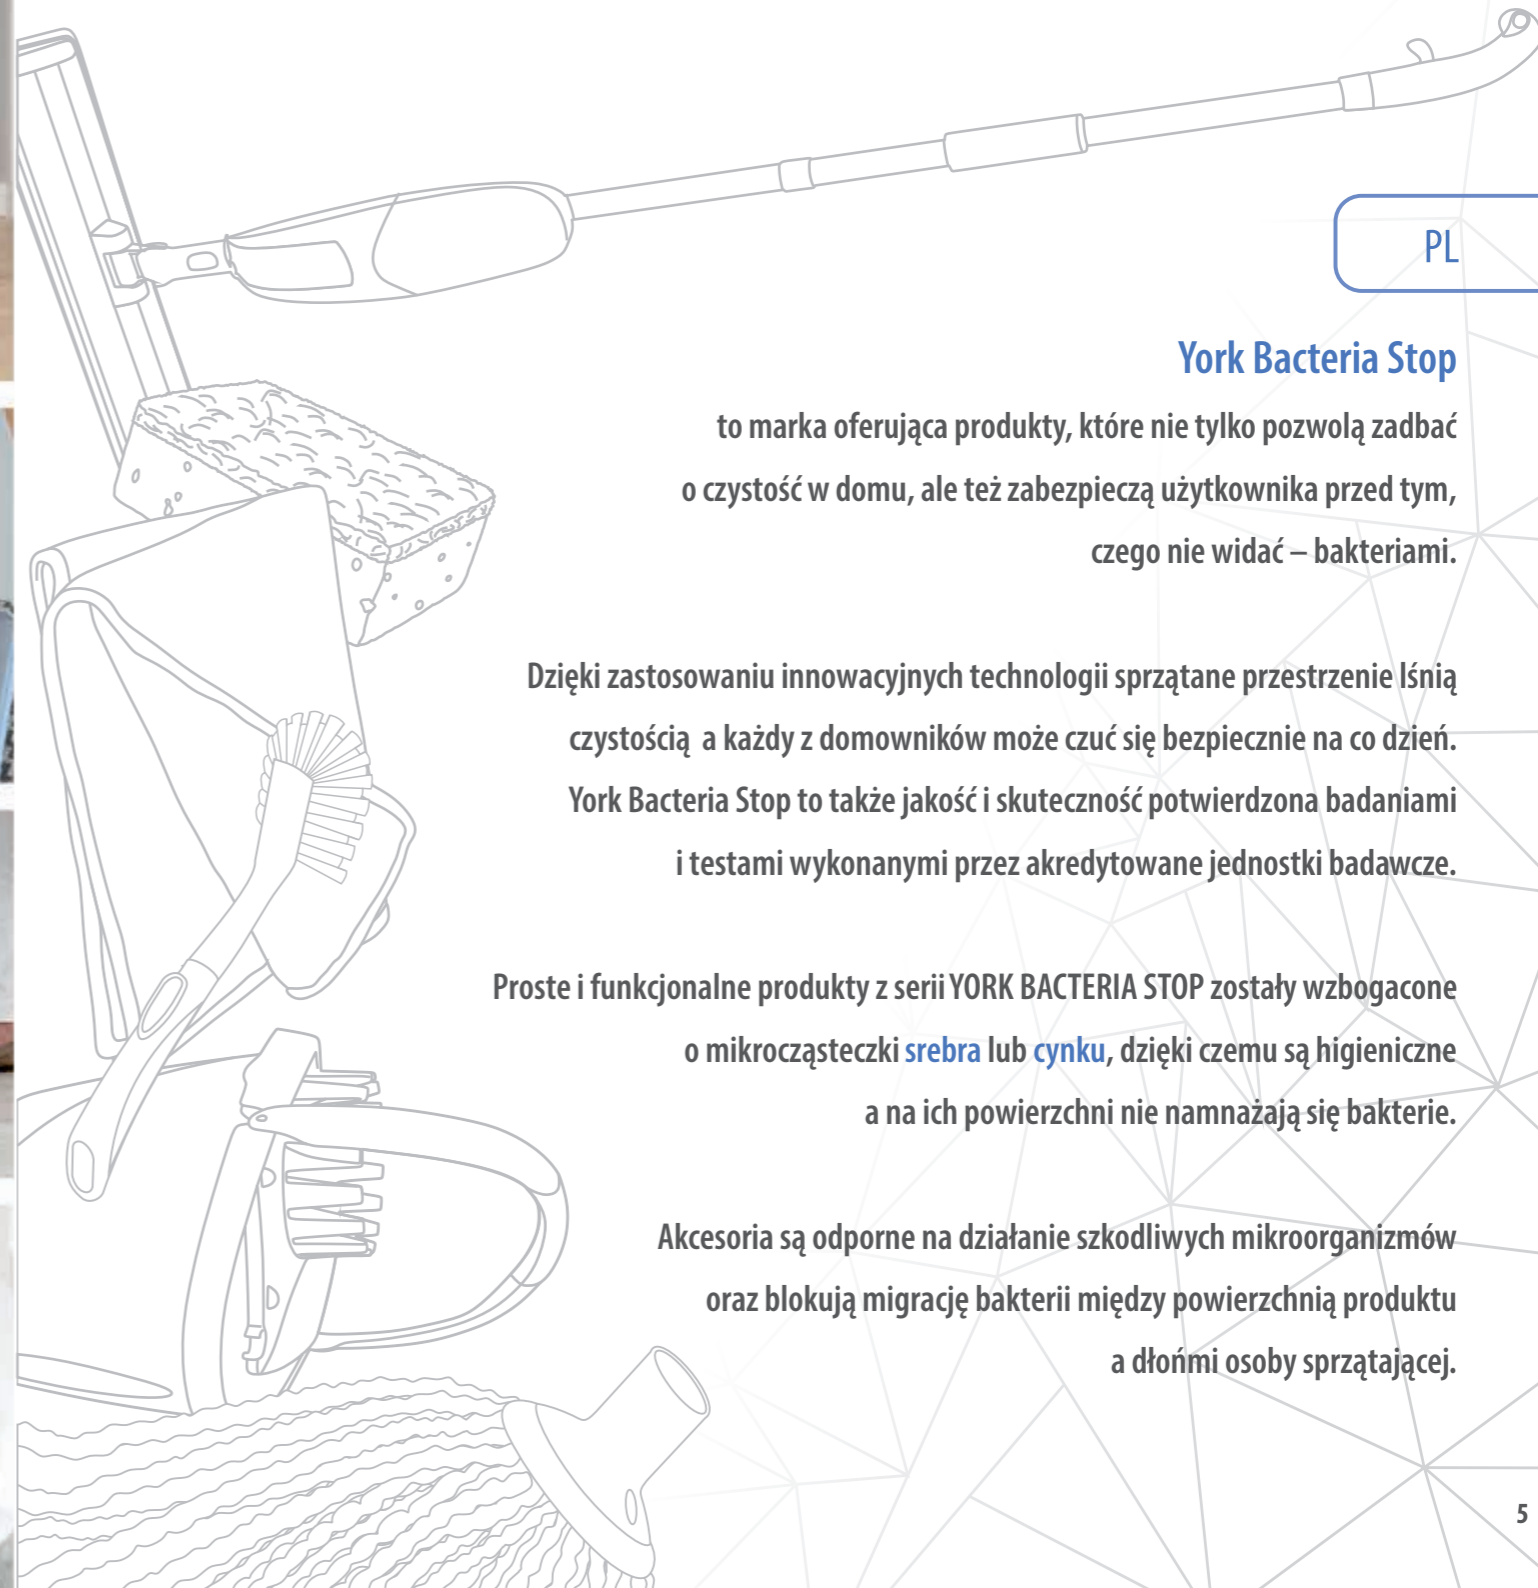 PL
York Bacteria Stop
to marka oferująca produkty, które nie tylko pozwolą zadbać
o czystość w domu, ale też zabezpieczą użytkownika przed tym,
czego nie widać – bakteriami.
Dzięki zastosowaniu innowacyjnych technologii sprzątane przestrzenie lśnią
czystością a każdy z domowników może czuć się bezpiecznie na co dzień.
York Bacteria Stop to także jakość i skuteczność potwierdzona badaniami
i testami wykonanymi przez akredytowane jednostki badawcze.
Proste i funkcjonalne produkty z serii YORK BACTERIA STOP zostały wzbogacone
o mikrocząsteczki srebra lub cynku, dzięki czemu są higieniczne
a na ich powierzchni nie namnażają się bakterie.
Akcesoria są odporne na działanie szkodliwych mikroorganizmów
oraz blokują migrację bakterii między powierzchnią produktu
a dłońmi osoby sprzątającej.
5